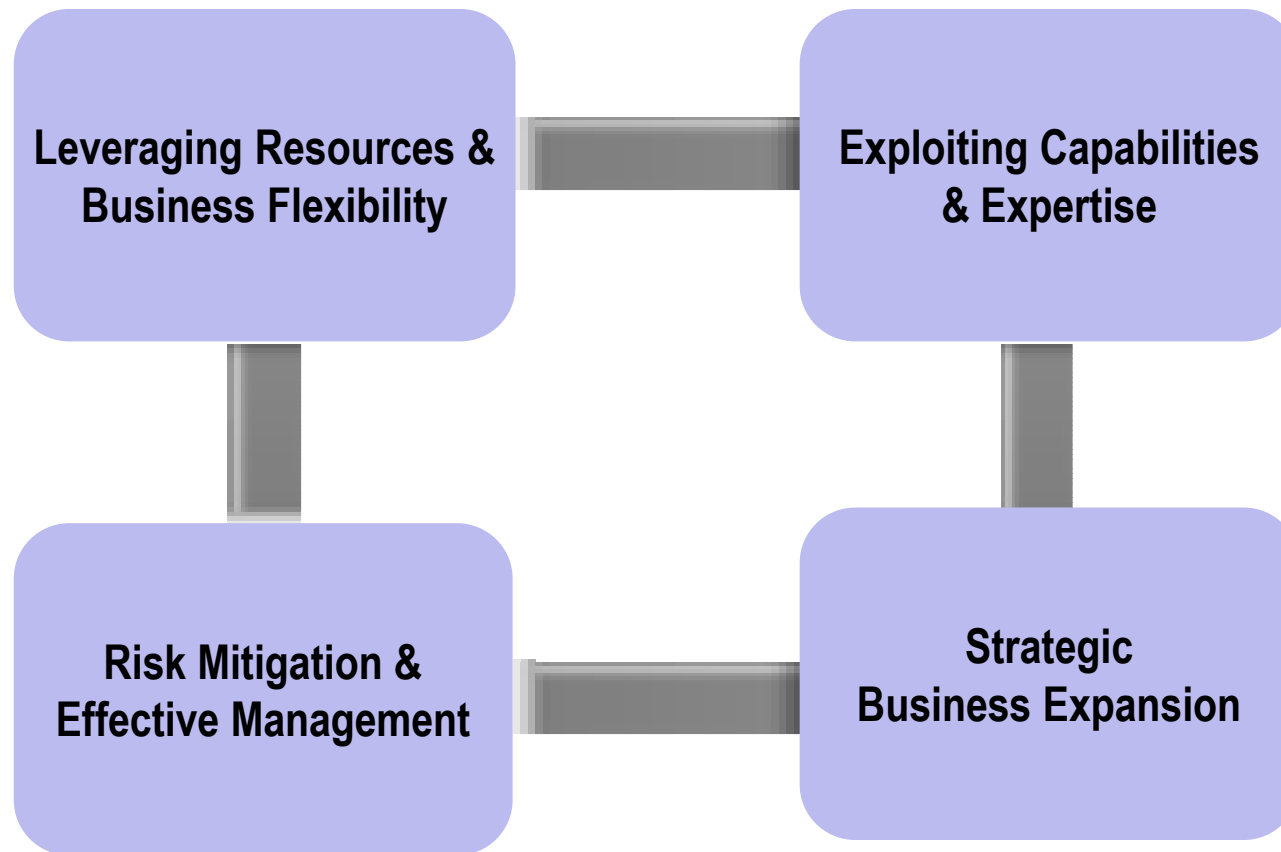 Leveraging Resources &
Business Flexibility
Exploiting Capabilities
& Expertise
Risk Mitigation &
Effective Management
Strategic
Business Expansion